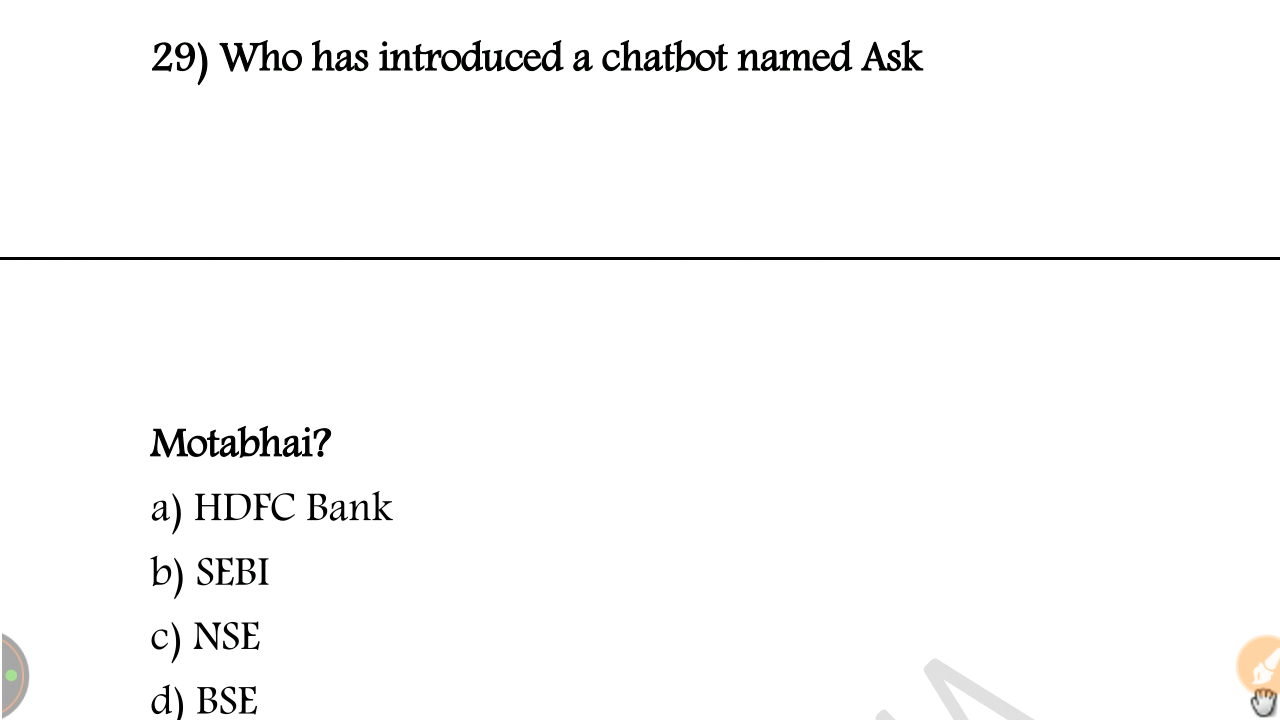 29) Who has introduced a chatbot named Ask
Motabhai?
a) HDFC Bank
b) SEBI
c) NSE
d) BSE